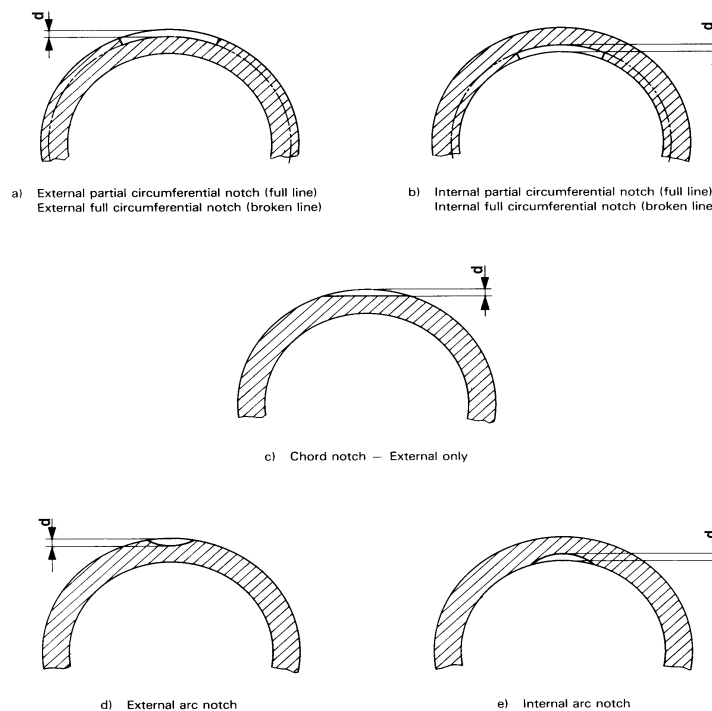 d
d
a) External partial circumferential notch (full line)
External full circumferential notch (broken line)
b) Internal partial circumferential notch (full line)
Internal full circumferential notch (broken line
d
c) Chord notch — External only
d
d
d) External arc notch
e) Internal arc notch